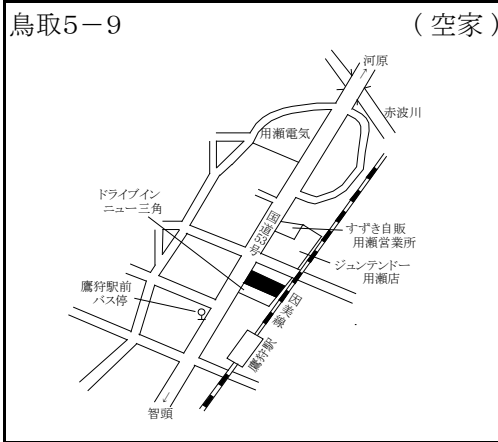 鳥取5－9
(空家)
河原
赤波川
用瀬電気
ドライブイン
ニュー三角
国道53号
すずき自販
用瀬営業所
ジュンテンドー
用瀬店
鷹狩駅前
バス停
因美線
鷹狩駅
智頭